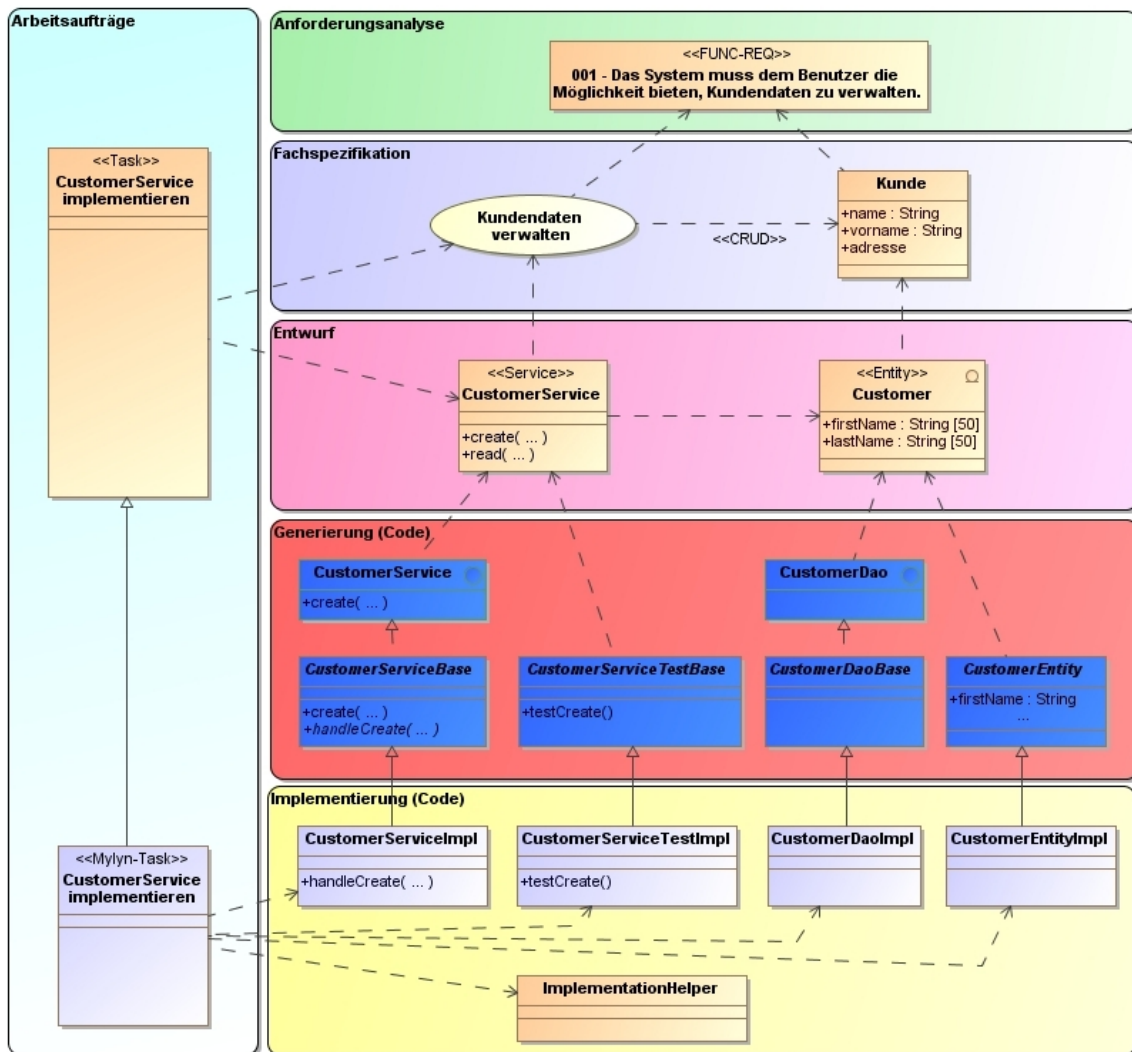 Arbeitsaufträge
<<Task>>
CustomerService
implementieren
<<Mylyn-Task>>
CustomerService
implementieren
Anforderungsanalyse
<<FUNC-REQ>>
001 - Das System muss dem Benutzer die
Möglichkeit bieten, Kundendaten zu verwalten.
Fachspezifikation
Kundendaten
verwalten
<<CRUD>>
Kunde
+name : String
+vorname : String
+adresse
Entwurf
<<Service>>
CustomerService
+create( ... )
+read( ... )
<<Entity>>
Customer
+firstName : String [50]
+lastName : String [50]
Generierung (Code)
CustomerService
+create( ... )
CustomerDao
CustomerServiceBase
+create( ... )
+handleCreate( ... )
CustomerServiceTestBase
+testCreate()
CustomerDaoBase
CustomerEntity
+firstName : String
...
Implementierung (Code)
CustomerServiceImpl
+handleCreate( ... )
CustomerServiceTestImpl
+testCreate()
CustomerDaoImpl
CustomerEntityImpl
ImplementationHelper